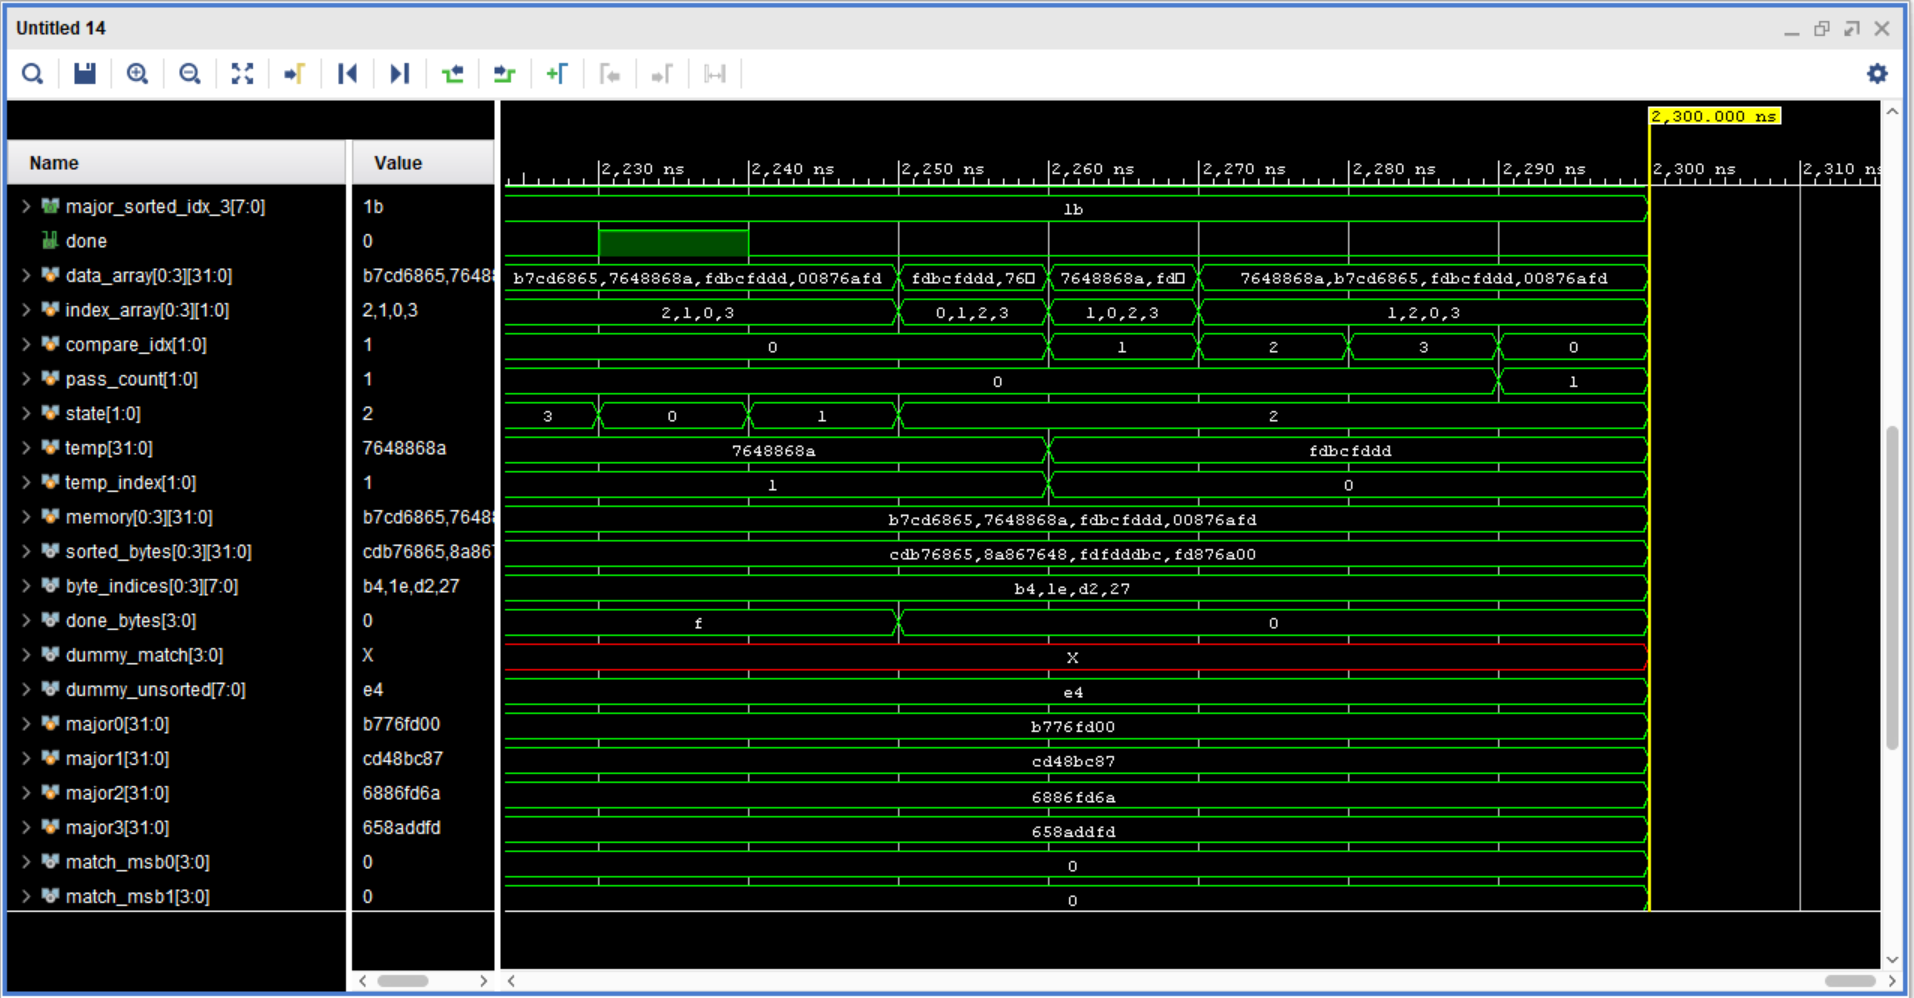 Untitled 14
2,300.000 ns
Name Value 2,230 ns 2,240 ns 2,250 ns 2,260 ns 2,270 ns 2,280 ns 2,290 ns 2,300 ns 2,310 ns
major_sorted_idx_3[7:0] 1b 1b
done 0
data_array[0:3][31:0] b7cd6865,7648 b7cd6865,7648868a,fdbcfddd,00876afd fdbcfddd,76 7648868a,fd 7648868a,b7cd6865,fdbcfddd,00876afd
index_array[0:3][1:0] 2,1,0,3 2,1,0,3 0,1,2,3 1,0,2,3 1,2,0,3
compare_idx[1:0] 1 0 1 2 3 0
pass_count[1:0] 1 0 1
state[1:0] 2 3 0 1 2
temp[31:0] 7648868a 7648868a fdbcfddd
temp_index[1:0] 1 1 0
memory[0:3][31:0] b7cd6865,7648 b7cd6865,7648868a,fdbcfddd,00876afd
sorted_bytes[0:3][31:0] cdb76865,8a867 cdb76865,8a867648,fdfdddbc,fd876a00
byte_indices[0:3][7:0] b4,1e,d2,27 b4,1e,d2,27
done_bytes[3:0] 0 f 0
dummy_match[3:0] X X
dummy_unsorted[7:0] e4 e4
major0[31:0] b776fd00 b776fd00
major1[31:0] cd48bc87 cd48bc87
major2[31:0] 6886fd6a 6886fd6a
major3[31:0] 658addfd 658addfd
match_msb0[3:0] 0 0
match_msb1[3:0] 0 0